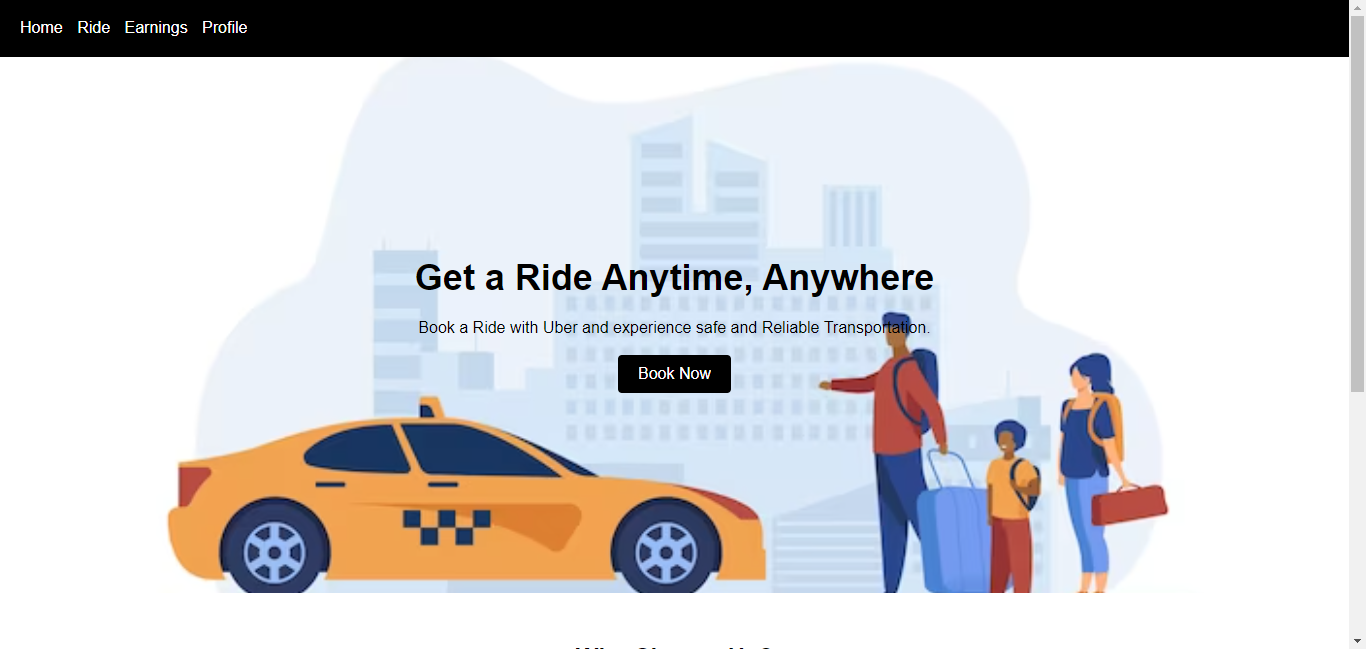 Home Ride Earnings Profile
Get a Ride Anytime, Anywhere
Book a Ride with Uber and experience safe and Reliable Transportation.
Book Now